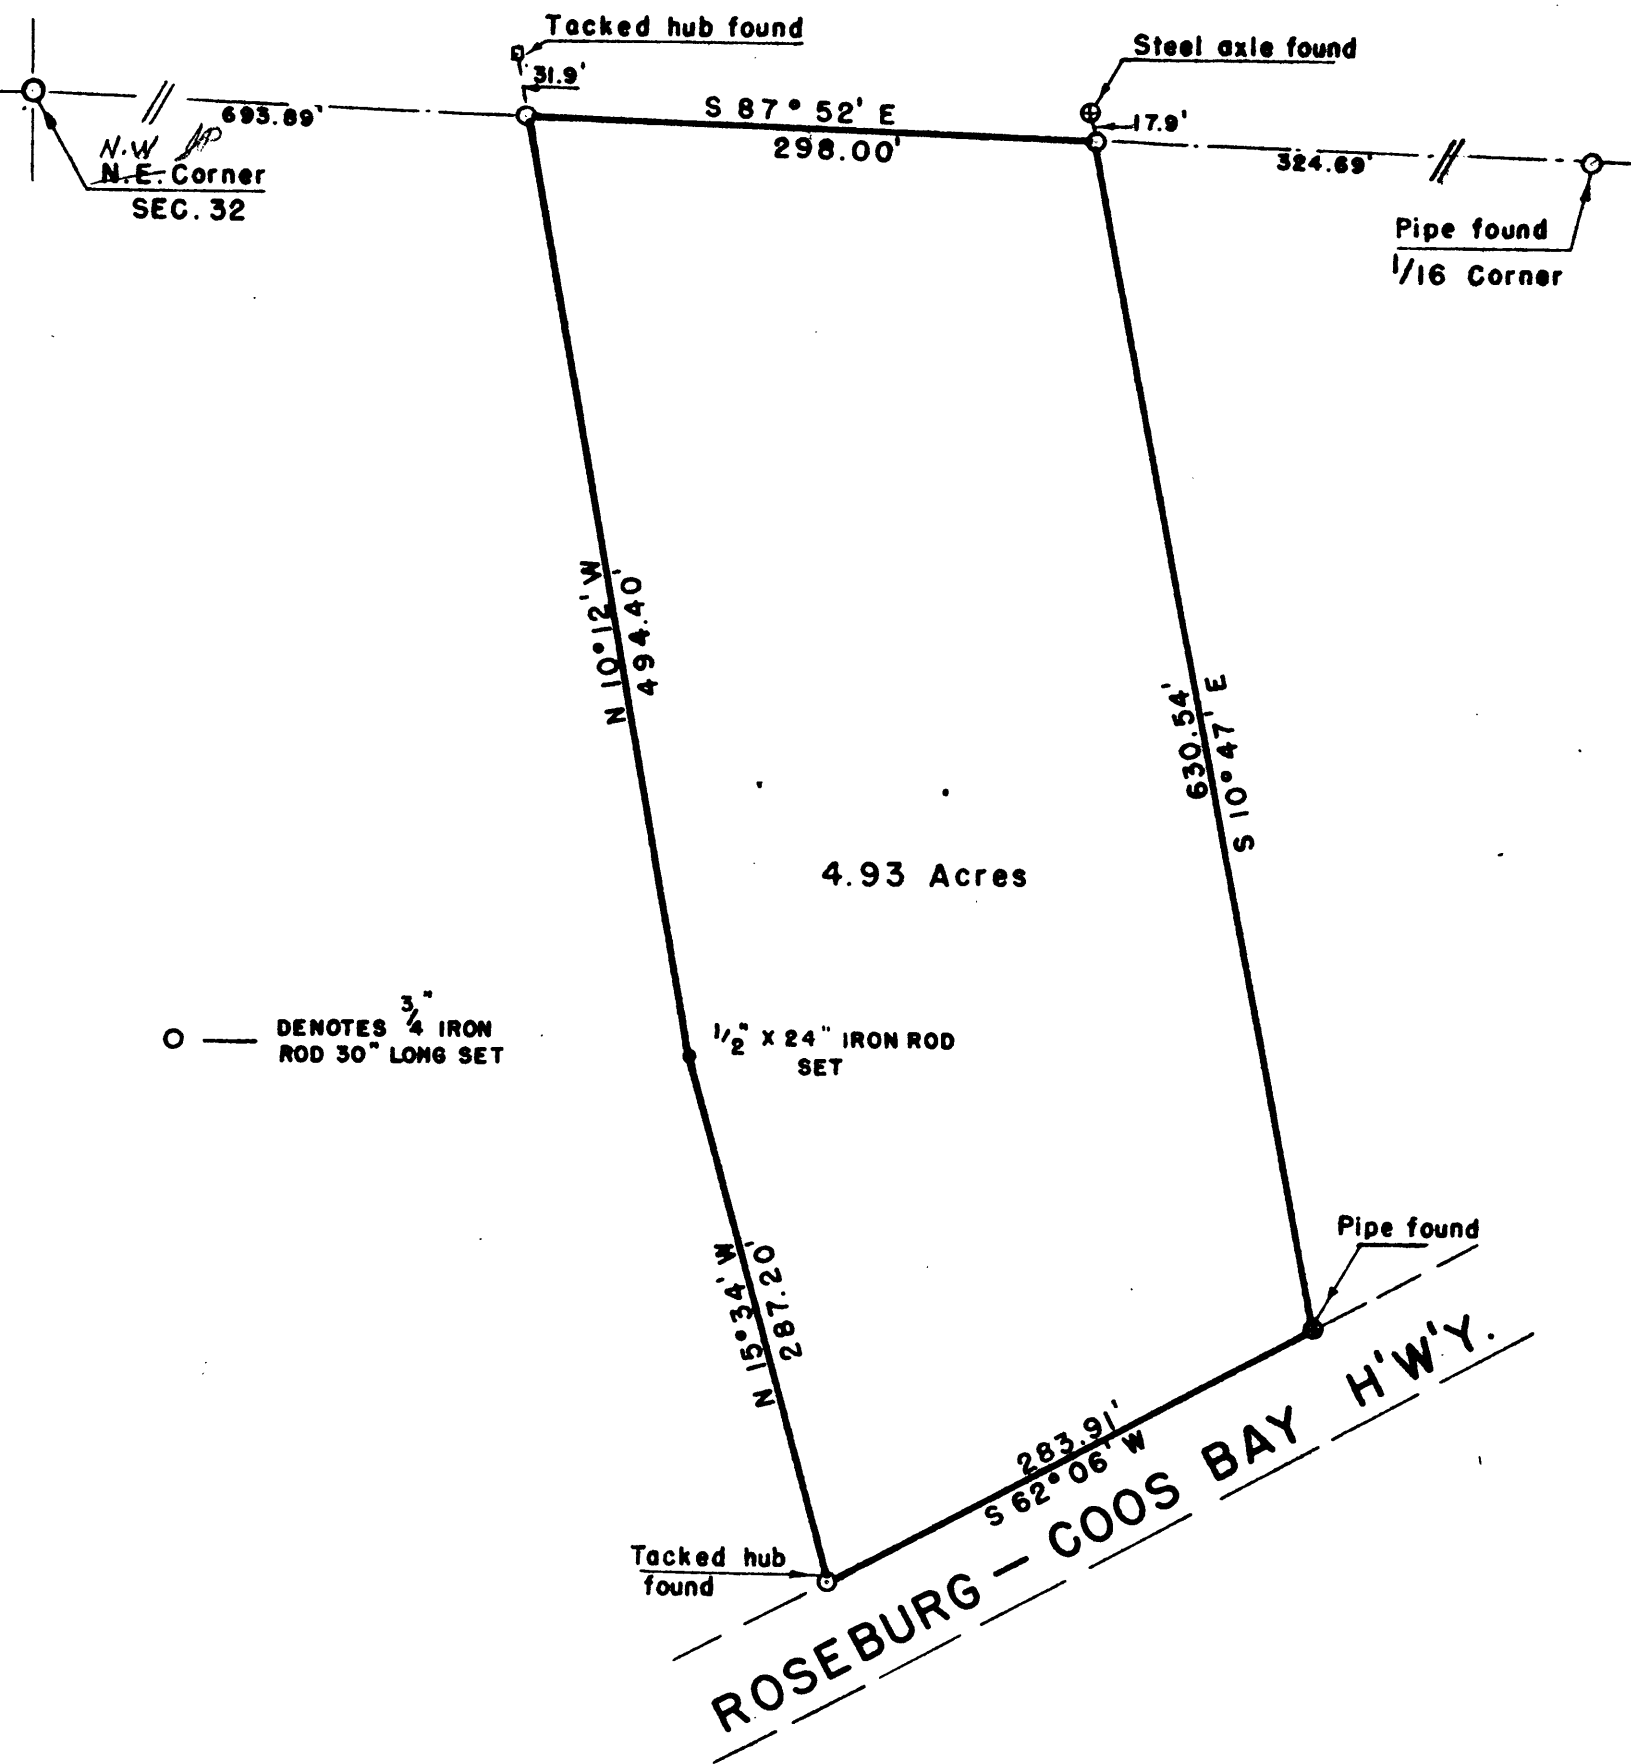 Tacked hub found
31.9'
Steel axle found
17.9'
693.89'
S 87° 52' E
298.00'
324.69'
N.W
N.E. Corner
SEC. 32
Pipe found
1/16 Corner
N 10° 12' W
494.40'
630.54'
S 10° 47' E
4.93 Acres
DENOTES 3/4" IRON
ROD 30" LONG SET
1/2" X 24" IRON ROD
SET
N 15° 34' W
287.20'
Pipe found
283.91'
S 62° 06' W
Tacked hub
found
ROSEBURG — COOS BAY H'W'Y.